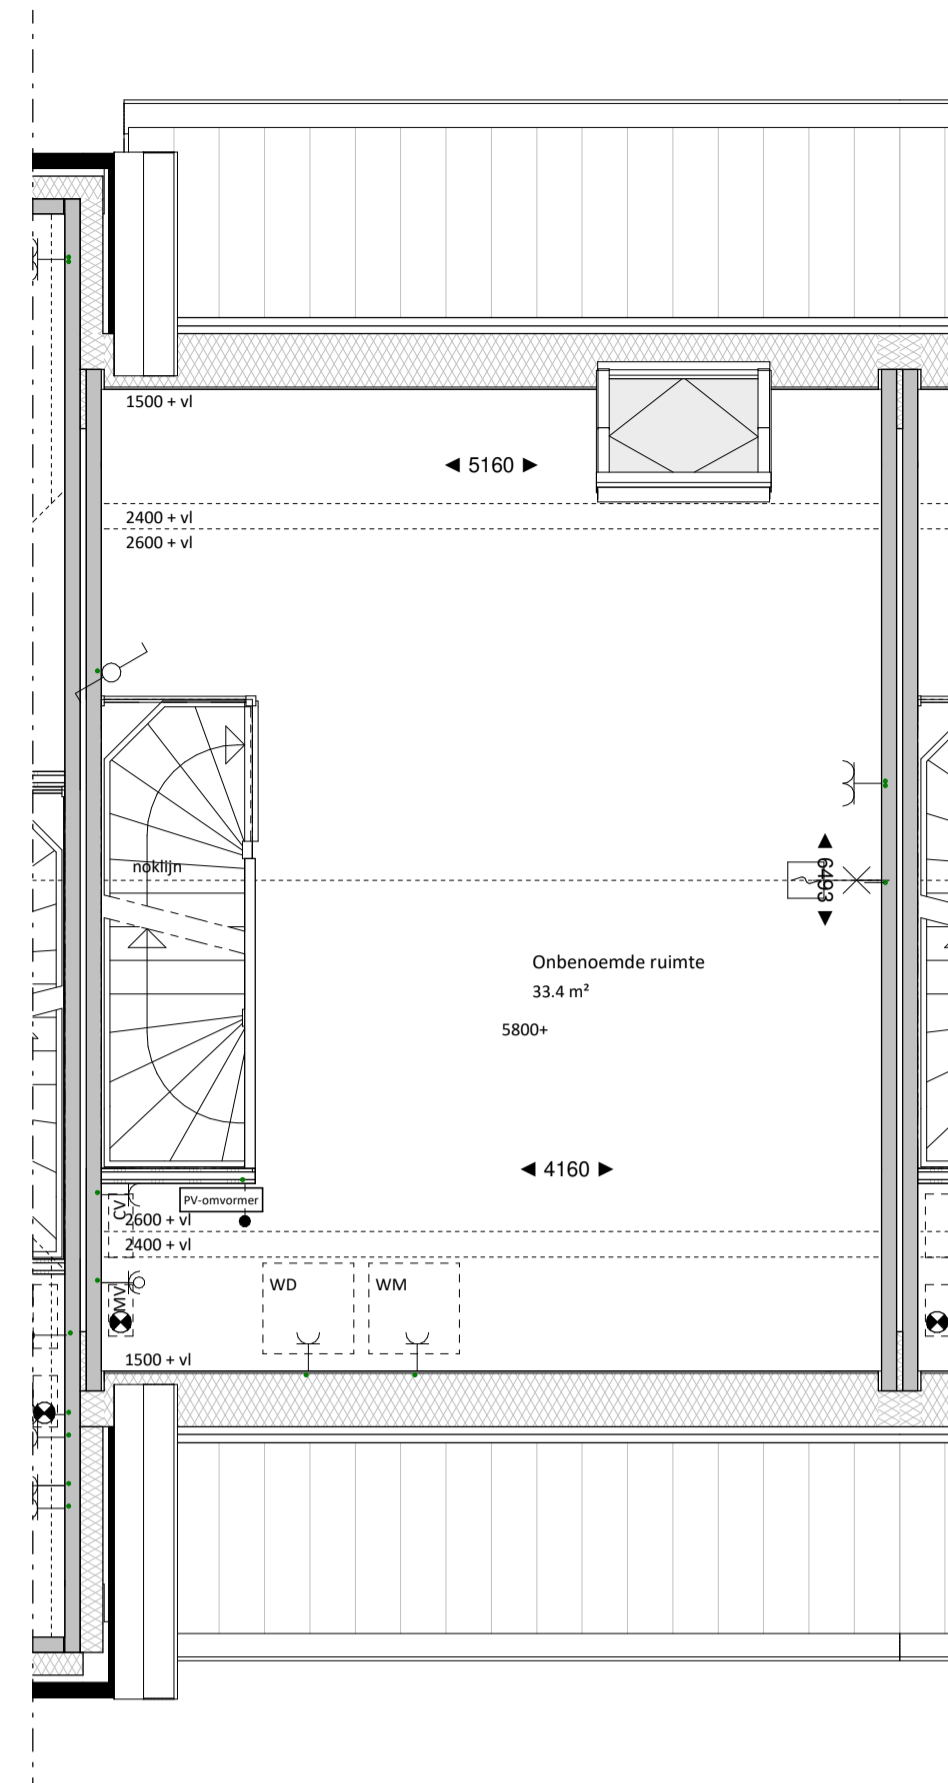 1500 + vl
◄ 5160 ►
2400 + vl
2600 + vl
noklijn
◄ 6493 ►
Onbenoemde ruimte
33.4 m²
5800+
◄ 4160 ►
PV-omvormer
CV
2600 + vl
2400 + vl
WD
WM
MV
1500 + vl